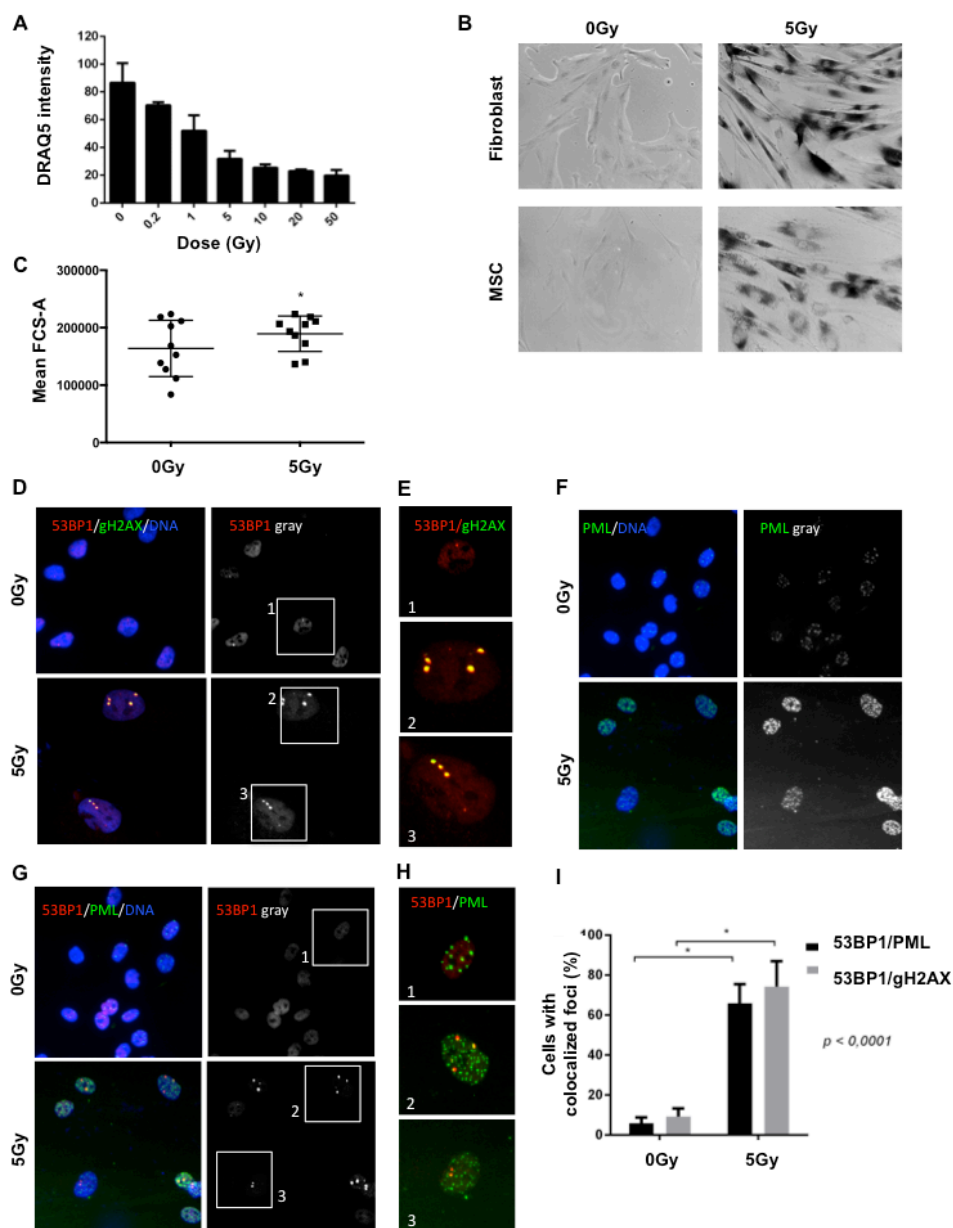 A
DRAQ5 intensity
120
100
80
60
40
20
0
0 0.2 1 5 10 20 50
Dose (Gy)
B
0Gy 5Gy
Fibroblast
MSC
C
Mean FCS-A
300000
200000
100000
0
*
0Gy 5Gy
D
53BP1/gH2AX/DNA 53BP1 gray
0Gy
1
5Gy
2
3
E
53BP1/gH2AX
1
2
3
F
PML/DNA PML gray
0Gy
5Gy
G
53BP1/PML/DNA 53BP1 gray
0Gy
1
5Gy
2
3
H
53BP1/PML
1
2
3
I
Cells with
colocalized foci (%)
100
80
60
40
20
0
*
*
0Gy 5Gy
53BP1/PML
53BP1/gH2AX
p < 0,0001